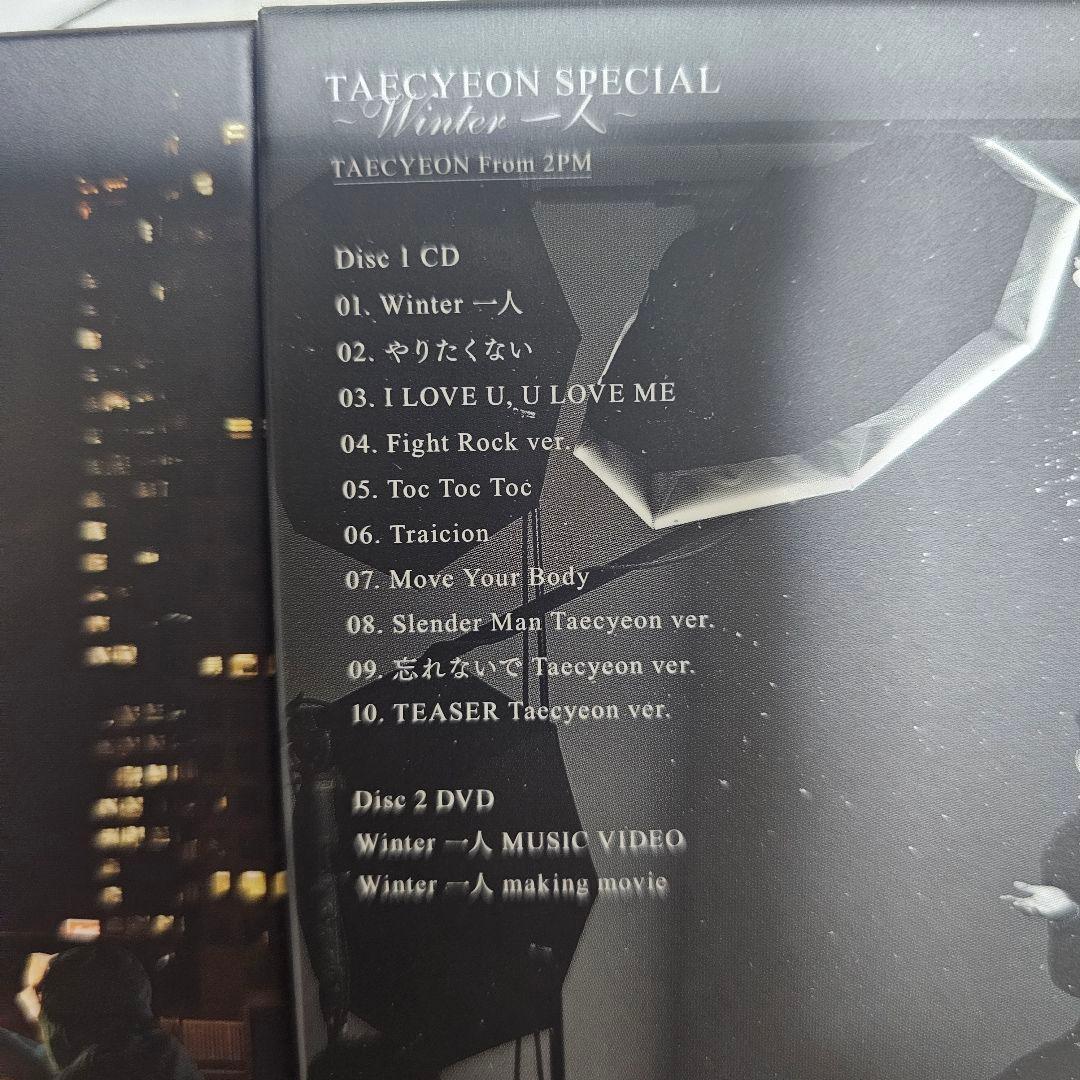 TAECYEON SPECIAL
~Winter 一人~
TAECYEON From 2PM
Disc 1 CD
01. Winter 一人
02. やりたくない
03. I LOVE U, U LOVE ME
04. Fight Rock ver.
05. Toc Toc Toc
06. Traicion
07. Move Your Body
08. Slender Man Taecyeon ver.
09. 忘れないで Taecyeon ver.
10. TEASER Taecyeon ver.
Disc 2 DVD
Winter 一人 MUSIC VIDEO
Winter 一人 making movie